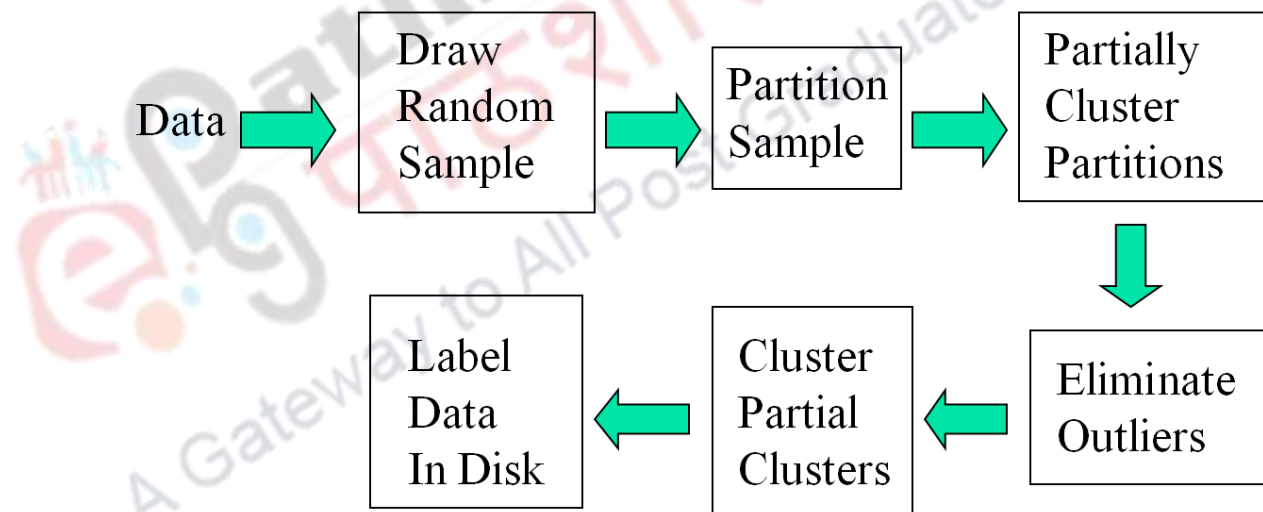 Data
Draw
Random
Sample
Partition
Sample
Partially
Cluster
Partitions
Eliminate
Outliers
Cluster
Partial
Clusters
Label
Data
In Disk
पाठशाला
A Gateway to All Post Graduate